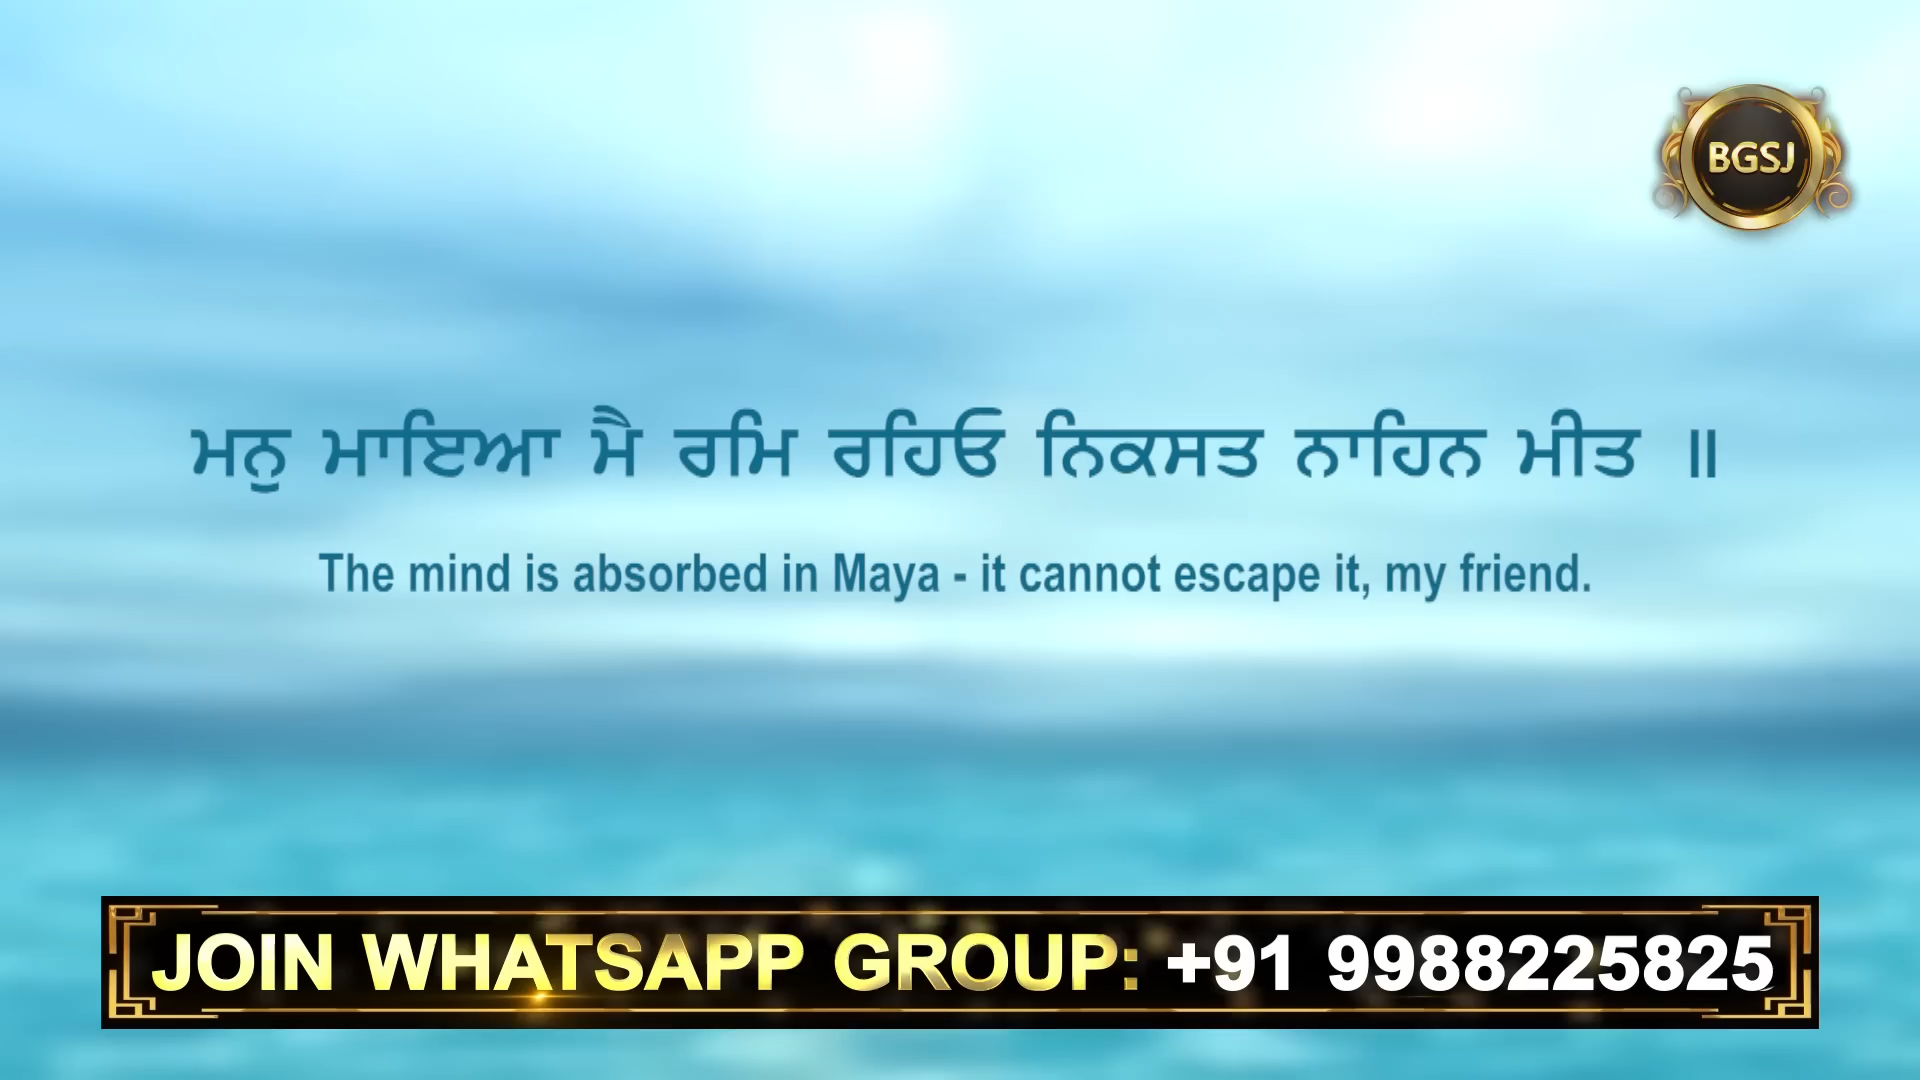 BGSJ
ਮਨੁ ਮਾਇਆ ਮੈ ਰਮਿ ਰਹਿਓ ਨਿਕਸਤ ਨਾਹਿਨ ਮੀਤ ॥
The mind is absorbed in Maya - it cannot escape it, my friend.
JOIN WHATSAPP GROUP: +91 9988225825